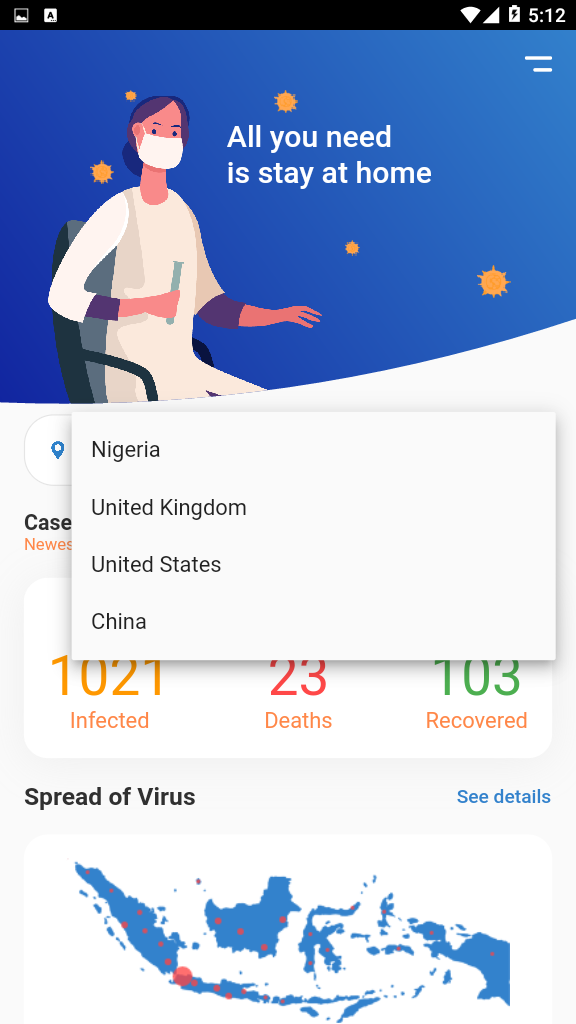 5:12
All you need
is stay at home
Nigeria
United Kingdom
United States
China
Case
Newes
1021
23
103
Infected
Deaths
Recovered
Spread of Virus
See details